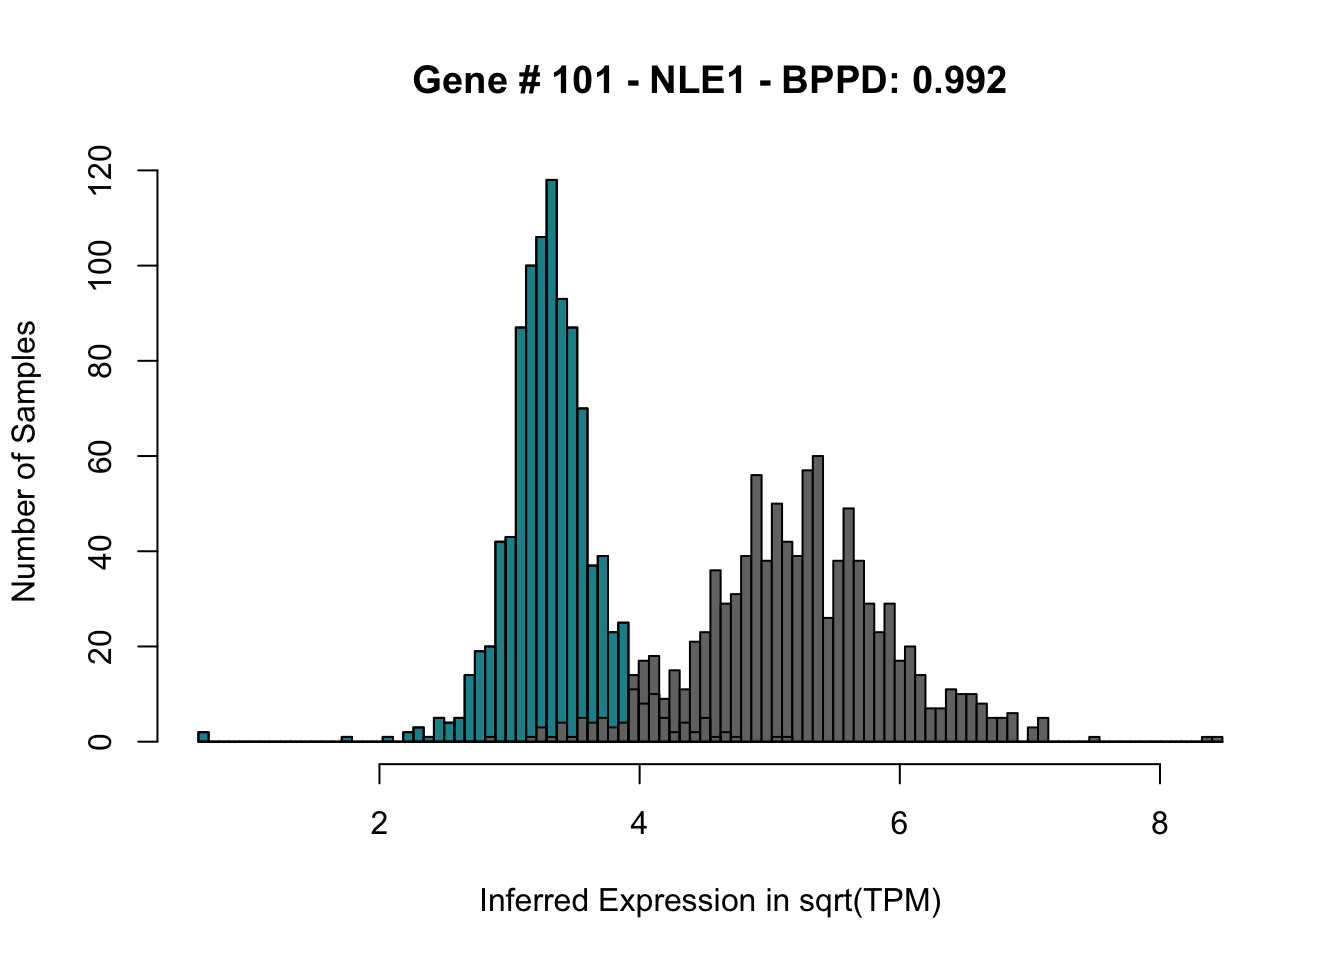 Gene # 101 - NLE1 - BPPD: 0.992
Number of Samples
120
100
80
60
40
20
0
2 4 6 8
Inferred Expression in sqrt(TPM)